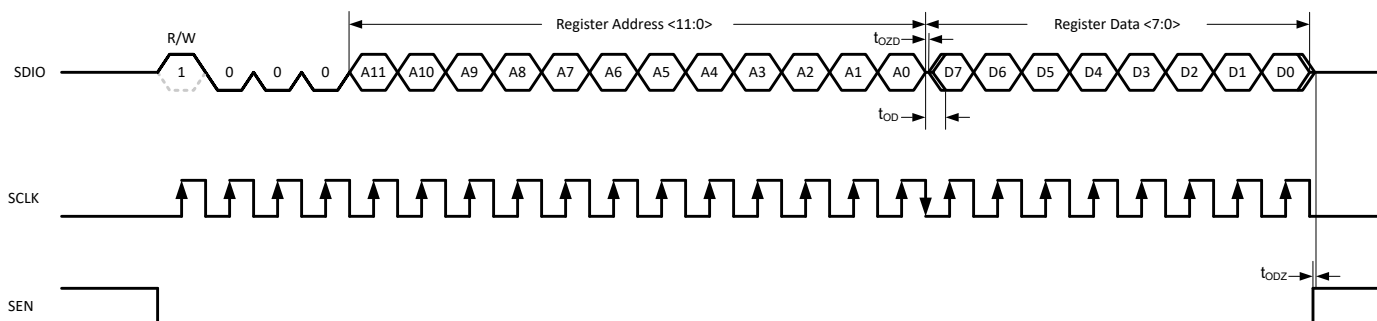 Register Address <11:0>
Register Data <7:0>
R/W
tOZD
SDIO
1 0 0 0 A11 A10 A9 A8 A7 A6 A5 A4 A3 A2 A1 A0 D7 D6 D5 D4 D3 D2 D1 D0
tOD
SCLK
tODZ
SEN